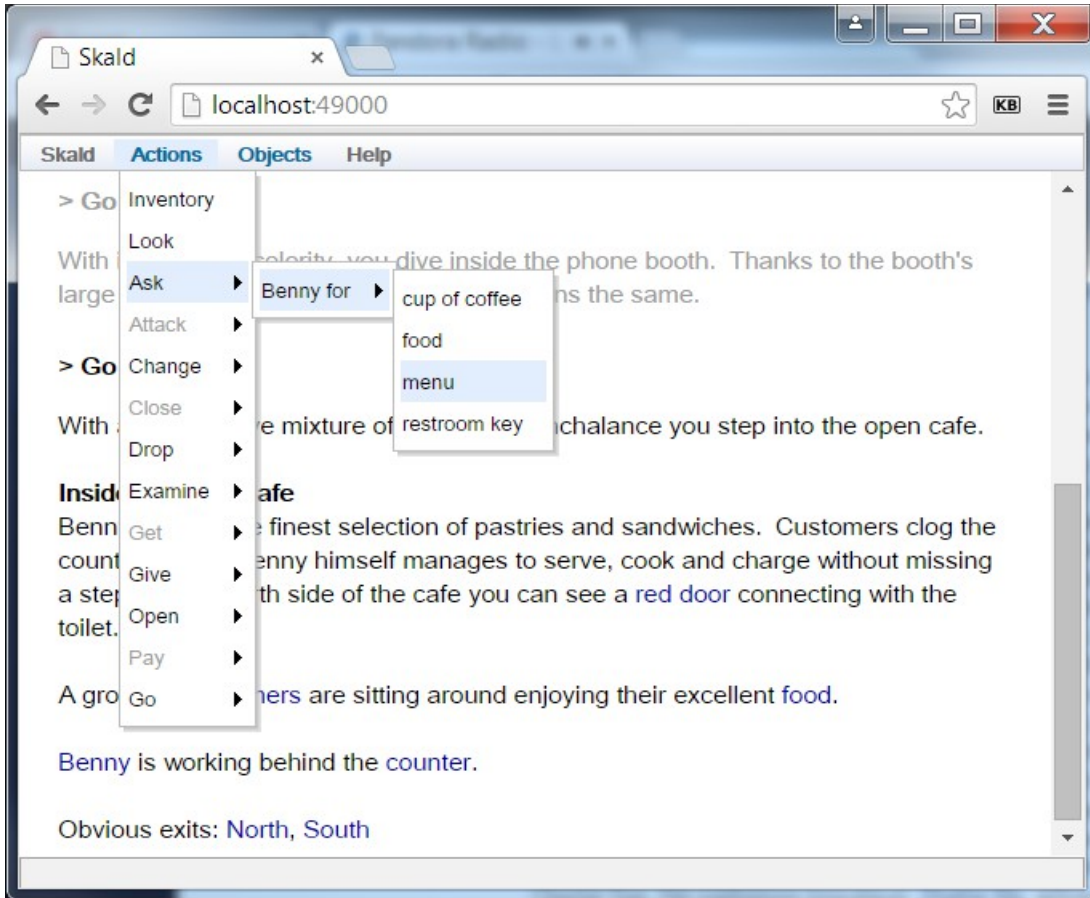 Skald
localhost:49000
KB
Skald Actions Objects Help
> Go
With i celerity, you dive inside the phone booth. Thanks to the booth's
large ns the same.
> Go
With a e mixture of nchalance you step into the open cafe.
Inside afe
Benn e finest selection of pastries and sandwiches. Customers clog the
count enny himself manages to serve, cook and charge without missing
a step th side of the cafe you can see a red door connecting with the
toilet.
A gro ners are sitting around enjoying their excellent food.
Benny is working behind the counter.
Obvious exits: North, South
Inventory
Look
Ask
Attack
Change
Close
Drop
Examine
Get
Give
Open
Pay
Go
Benny for
cup of coffee
food
menu
restroom key